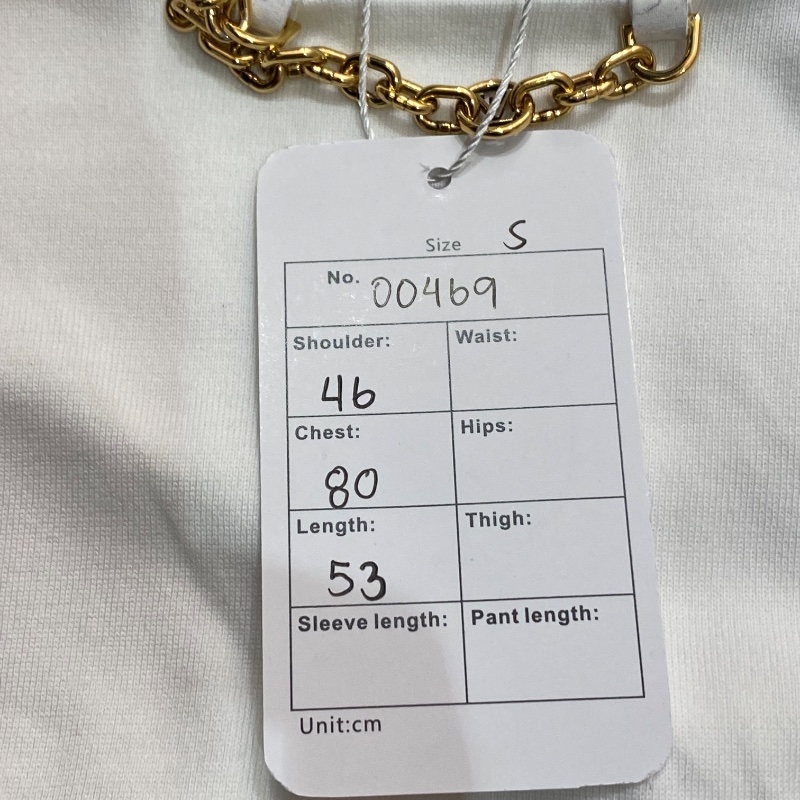 Size S
No. 00469
Shoulder: Waist:
46
Chest: Hips:
80
Length: Thigh:
53
Sleeve length: Pant length:
Unit:cm